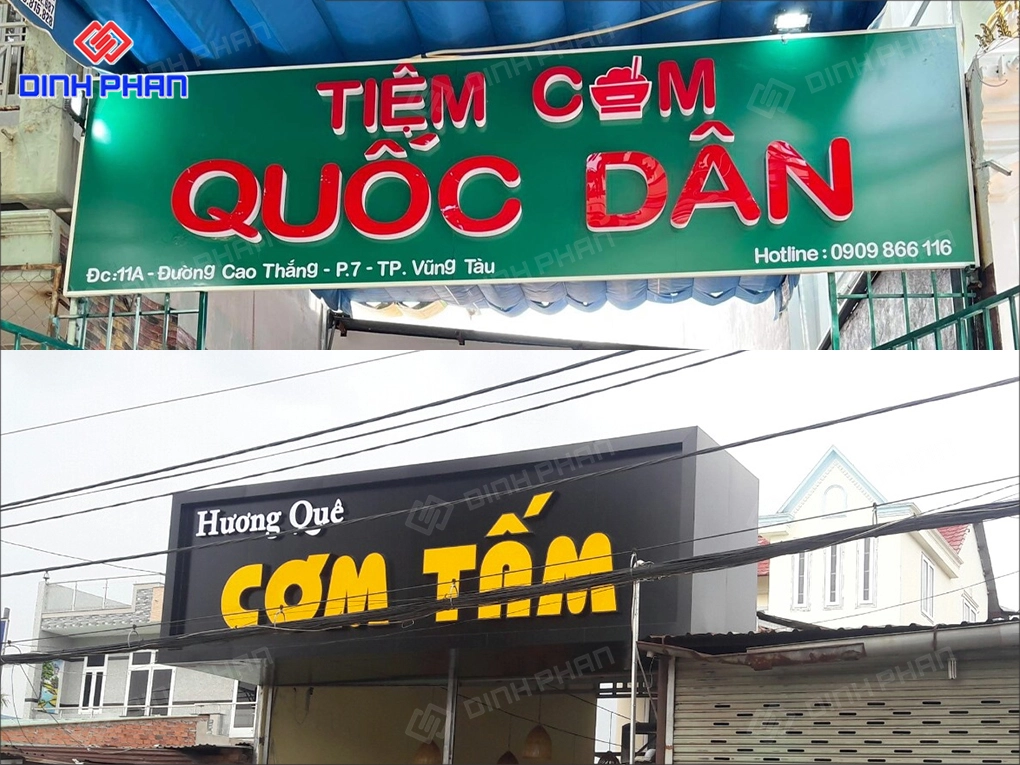 DINH PHAN
TIỆM CƠM
QUỐC DÂN
Đc:11A - Đường Cao Thắng - P.7 - TP. Vũng Tàu
Hotline : 0909 866 116
Hương Quê
CƠM TẤM